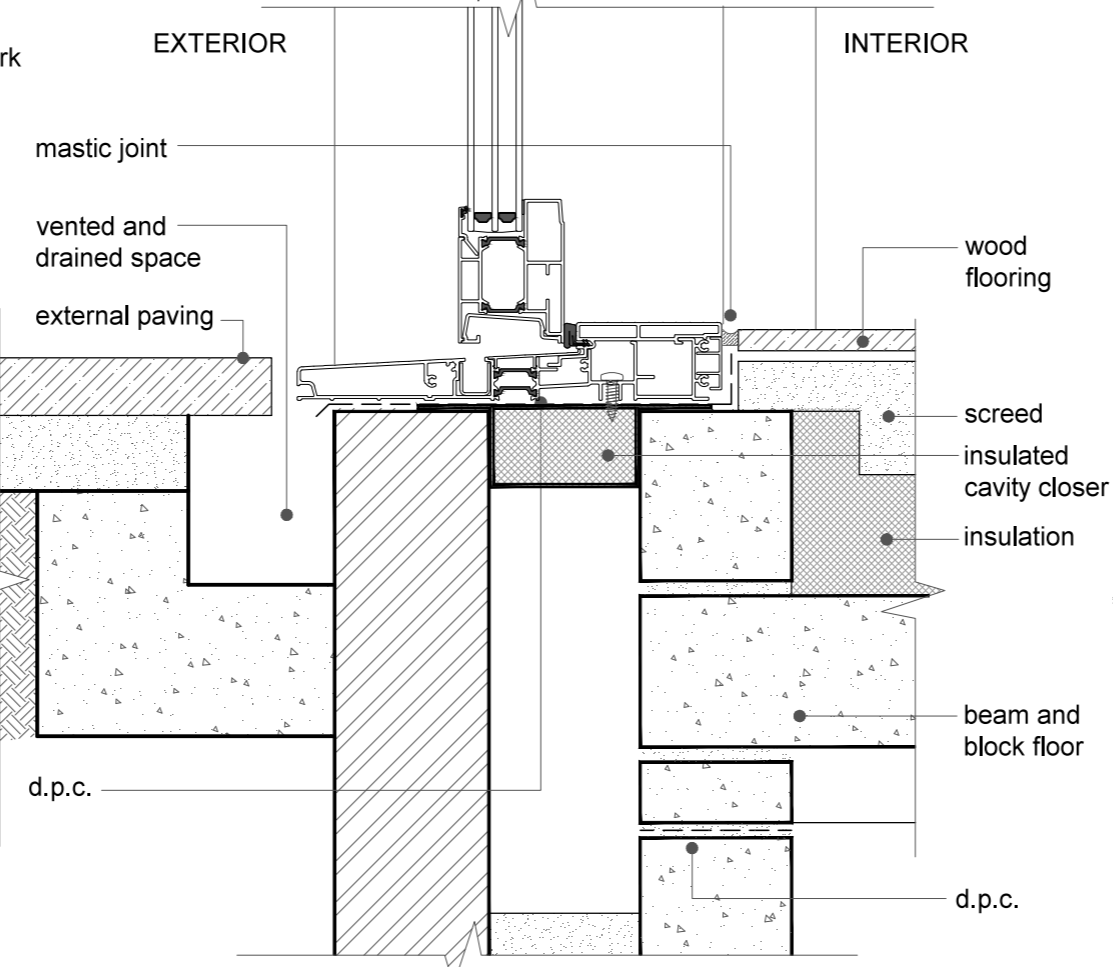 EXTERIOR
INTERIOR
rk
mastic joint
vented and
drained space
external paving
wood
flooring
screed
insulated
cavity closer
insulation
beam and
block floor
d.p.c.
d.p.c.